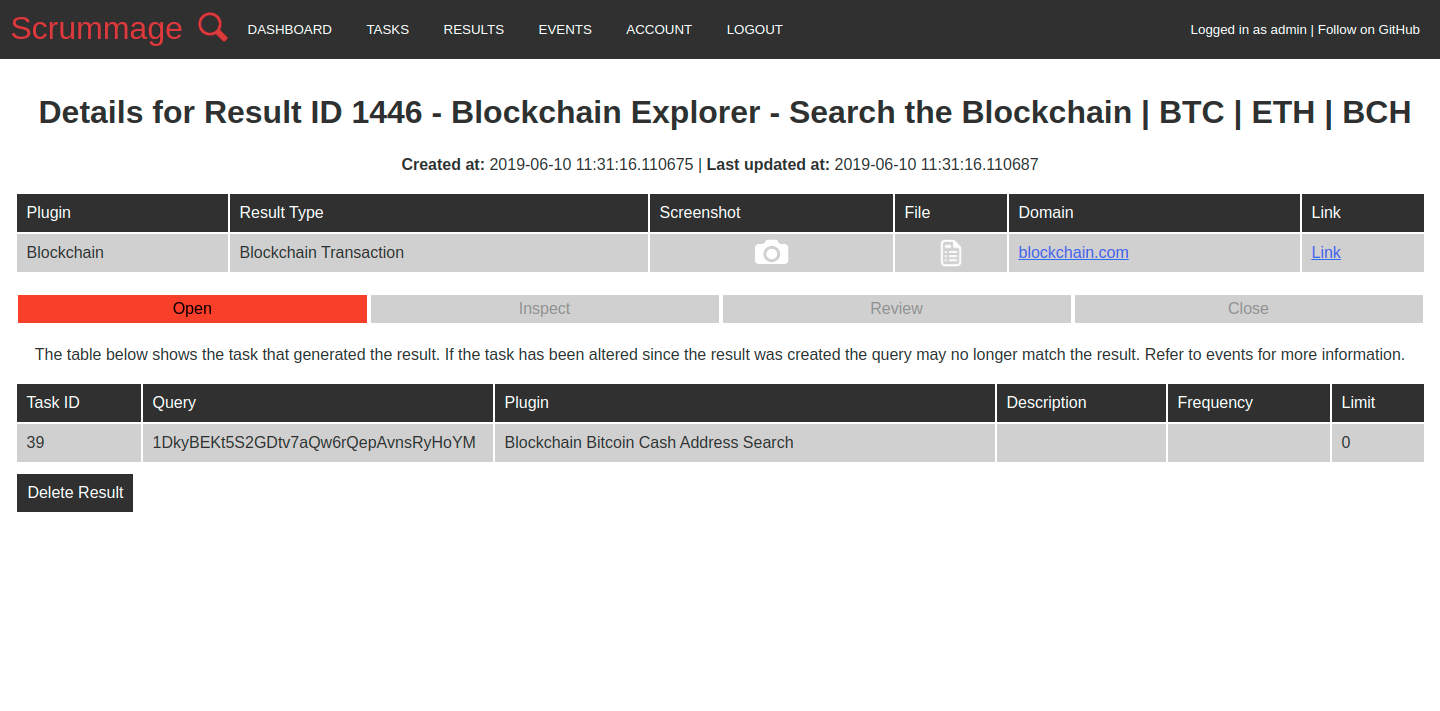 Scrummage DASHBOARD TASKS RESULTS EVENTS ACCOUNT LOGOUT Logged in as admin | Follow on GitHub
Details for Result ID 1446 - Blockchain Explorer - Search the Blockchain | BTC | ETH | BCH
Created at: 2019-06-10 11:31:16.110675 | Last updated at: 2019-06-10 11:31:16.110687
Plugin Result Type Screenshot File Domain Link
Blockchain Blockchain Transaction blockchain.com Link
Open Inspect Review Close
The table below shows the task that generated the result. If the task has been altered since the result was created the query may no longer match the result. Refer to events for more information.
Task ID Query Plugin Description Frequency Limit
39 1DkyBEKt5S2GDtv7aQw6rQepAvnsRyHoYM Blockchain Bitcoin Cash Address Search 0
Delete Result